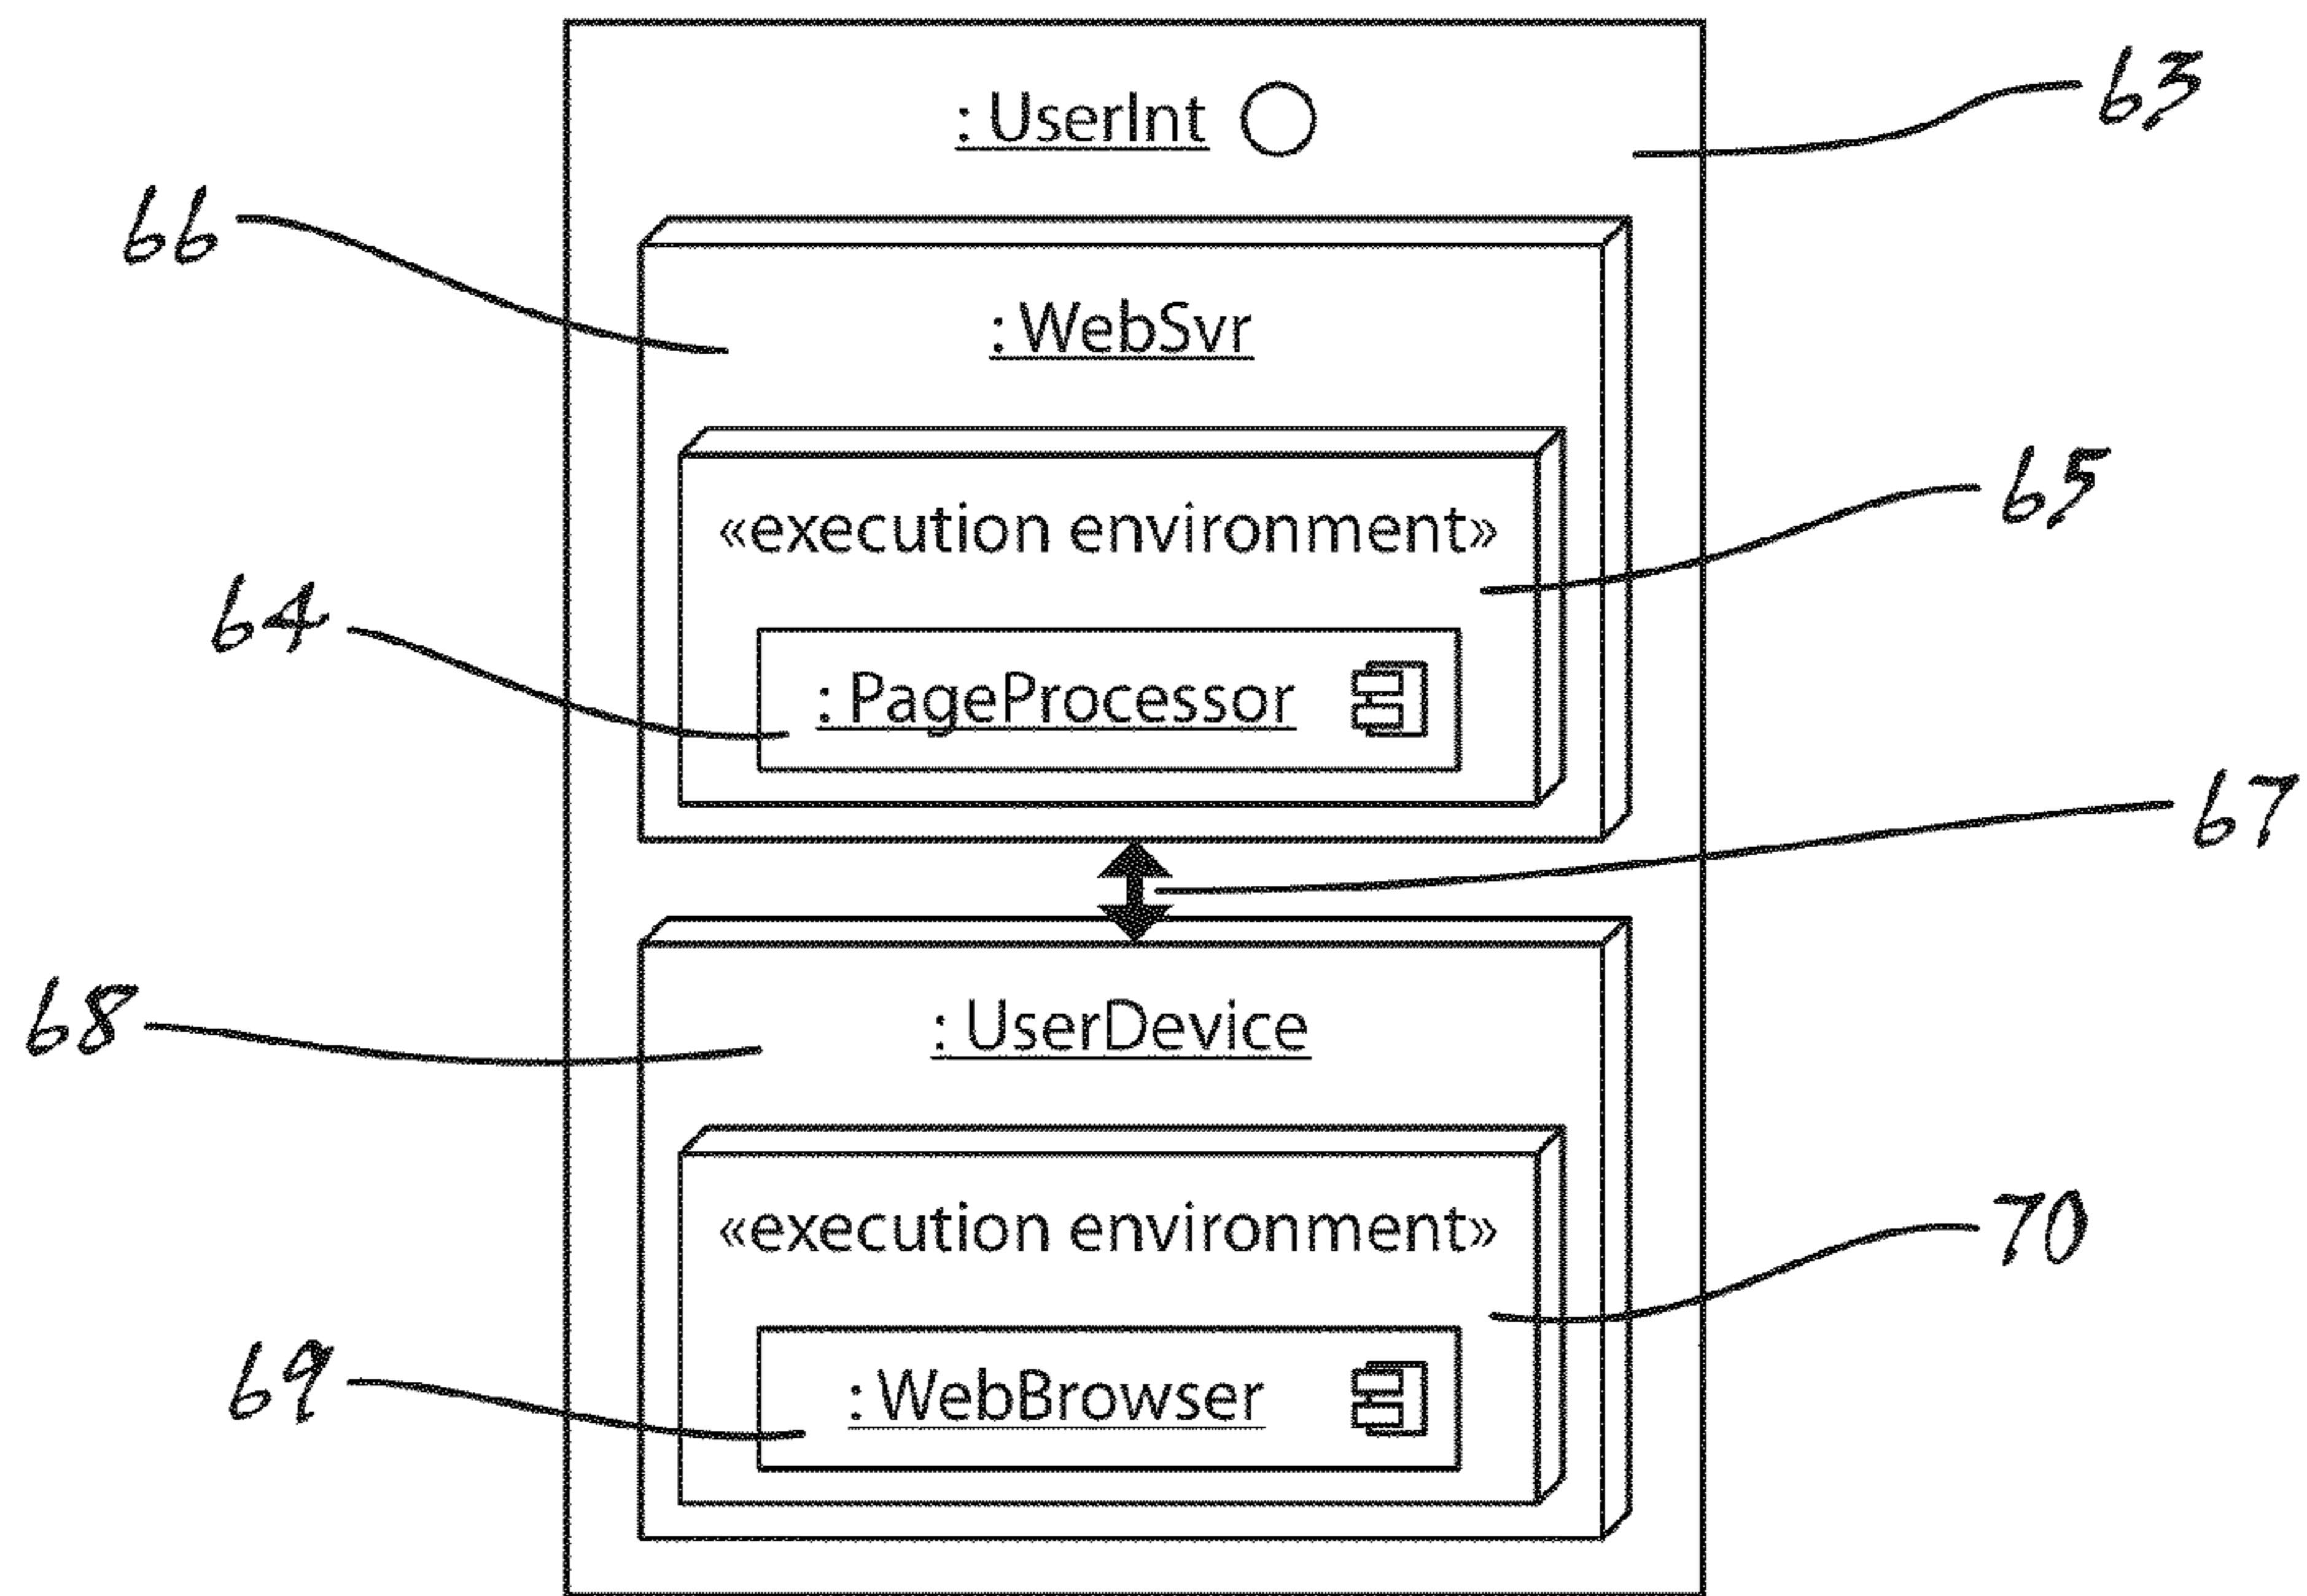 : UserInt
63
66
: WebSvr
«execution environment»
65
64
: PageProcessor
67
68
: UserDevice
«execution environment»
70
69
: WebBrowser